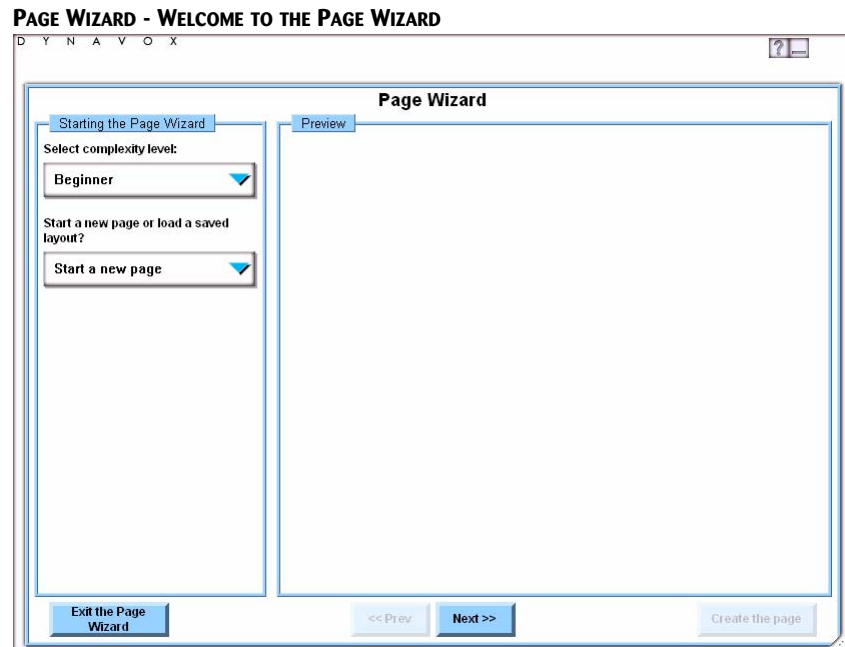 PAGE WIZARD - WELCOME TO THE PAGE WIZARD
D Y N A V O X
?
Page Wizard
Starting the Page Wizard
Preview
Select complexity level:
Beginner
Start a new page or load a saved
layout?
Start a new page
Exit the Page
Wizard
<< Prev
Next >>
Create the page